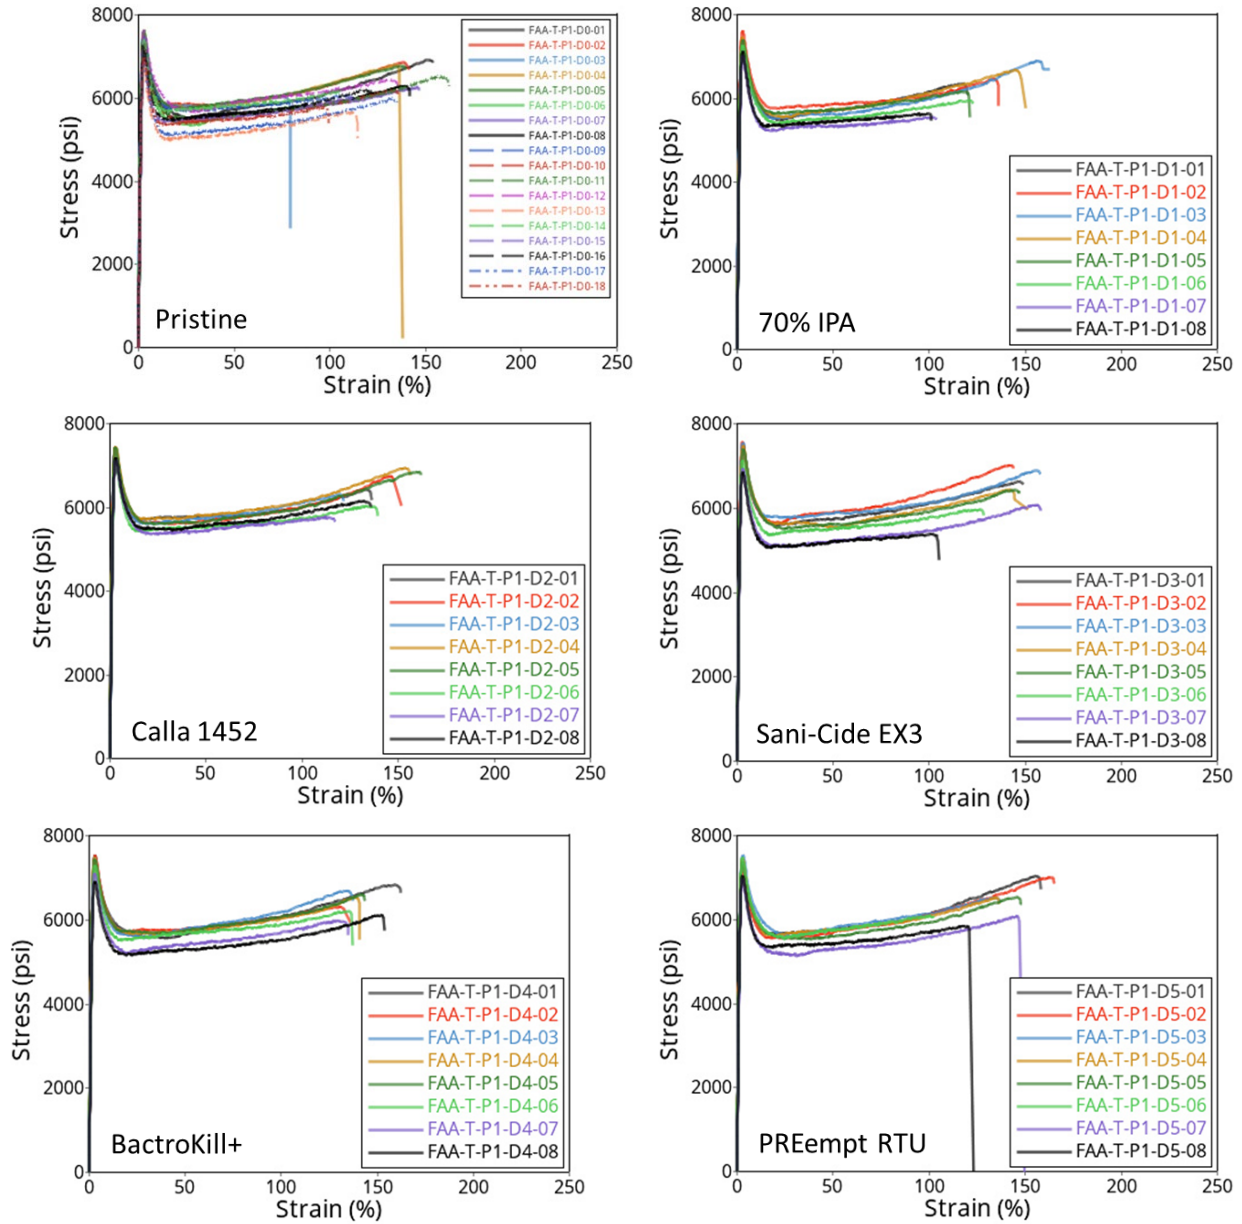 8000
6000
4000
2000
0
0 50 100 150 200 250
Stress (psi)
Strain (%)
Pristine
FAA-T-P1-D0-01
FAA-T-P1-D0-02
FAA-T-P1-D0-03
FAA-T-P1-D0-04
FAA-T-P1-D0-05
FAA-T-P1-D0-06
FAA-T-P1-D0-07
FAA-T-P1-D0-08
FAA-T-P1-D0-09
FAA-T-P1-D0-10
FAA-T-P1-D0-11
FAA-T-P1-D0-12
FAA-T-P1-D0-13
FAA-T-P1-D0-14
FAA-T-P1-D0-15
FAA-T-P1-D0-16
FAA-T-P1-D0-17
FAA-T-P1-D0-18
8000
6000
4000
2000
0
0 50 100 150 200 250
Stress (psi)
Strain (%)
70% IPA
FAA-T-P1-D1-01
FAA-T-P1-D1-02
FAA-T-P1-D1-03
FAA-T-P1-D1-04
FAA-T-P1-D1-05
FAA-T-P1-D1-06
FAA-T-P1-D1-07
FAA-T-P1-D1-08
8000
6000
4000
2000
0
0 50 100 150 200 250
Stress (psi)
Strain (%)
Calla 1452
FAA-T-P1-D2-01
FAA-T-P1-D2-02
FAA-T-P1-D2-03
FAA-T-P1-D2-04
FAA-T-P1-D2-05
FAA-T-P1-D2-06
FAA-T-P1-D2-07
FAA-T-P1-D2-08
8000
6000
4000
2000
0
0 50 100 150 200 250
Stress (psi)
Strain (%)
Sani-Cide EX3
FAA-T-P1-D3-01
FAA-T-P1-D3-02
FAA-T-P1-D3-03
FAA-T-P1-D3-04
FAA-T-P1-D3-05
FAA-T-P1-D3-06
FAA-T-P1-D3-07
FAA-T-P1-D3-08
8000
6000
4000
2000
0
0 50 100 150 200 250
Stress (psi)
Strain (%)
BactroKill+
FAA-T-P1-D4-01
FAA-T-P1-D4-02
FAA-T-P1-D4-03
FAA-T-P1-D4-04
FAA-T-P1-D4-05
FAA-T-P1-D4-06
FAA-T-P1-D4-07
FAA-T-P1-D4-08
8000
6000
4000
2000
0
0 50 100 150 200 250
Stress (psi)
Strain (%)
PREempt RTU
FAA-T-P1-D5-01
FAA-T-P1-D5-02
FAA-T-P1-D5-03
FAA-T-P1-D5-04
FAA-T-P1-D5-05
FAA-T-P1-D5-06
FAA-T-P1-D5-07
FAA-T-P1-D5-08